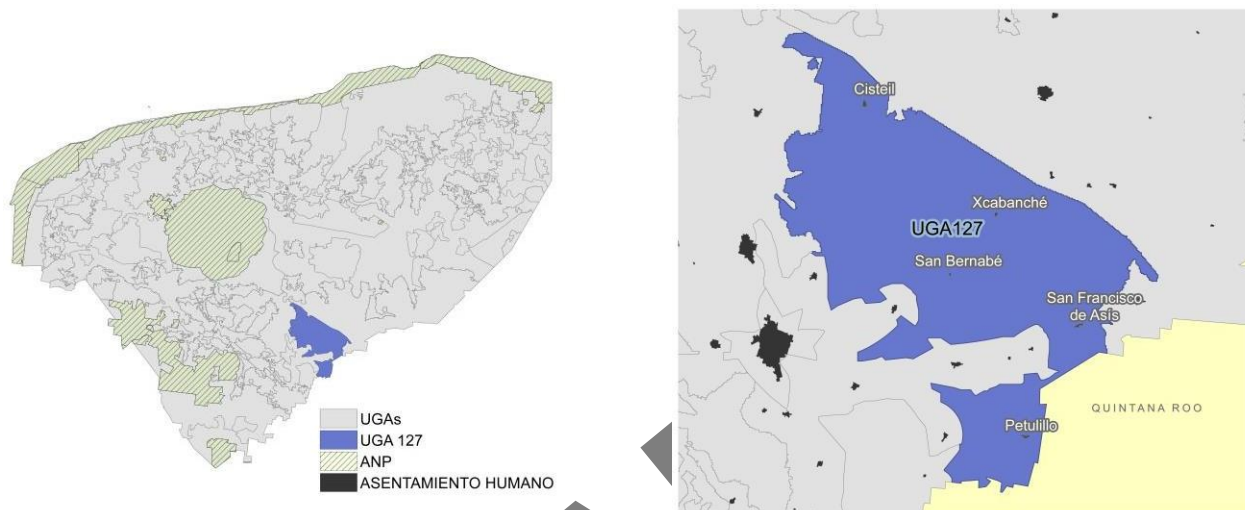 UGAs
UGA 127
ANP
ASENTAMIENTO HUMANO
Cisteil
Xcabanché
UGA127
San Bernabé
San Francisco
de Asís
QUINTANA ROO
Petulillo